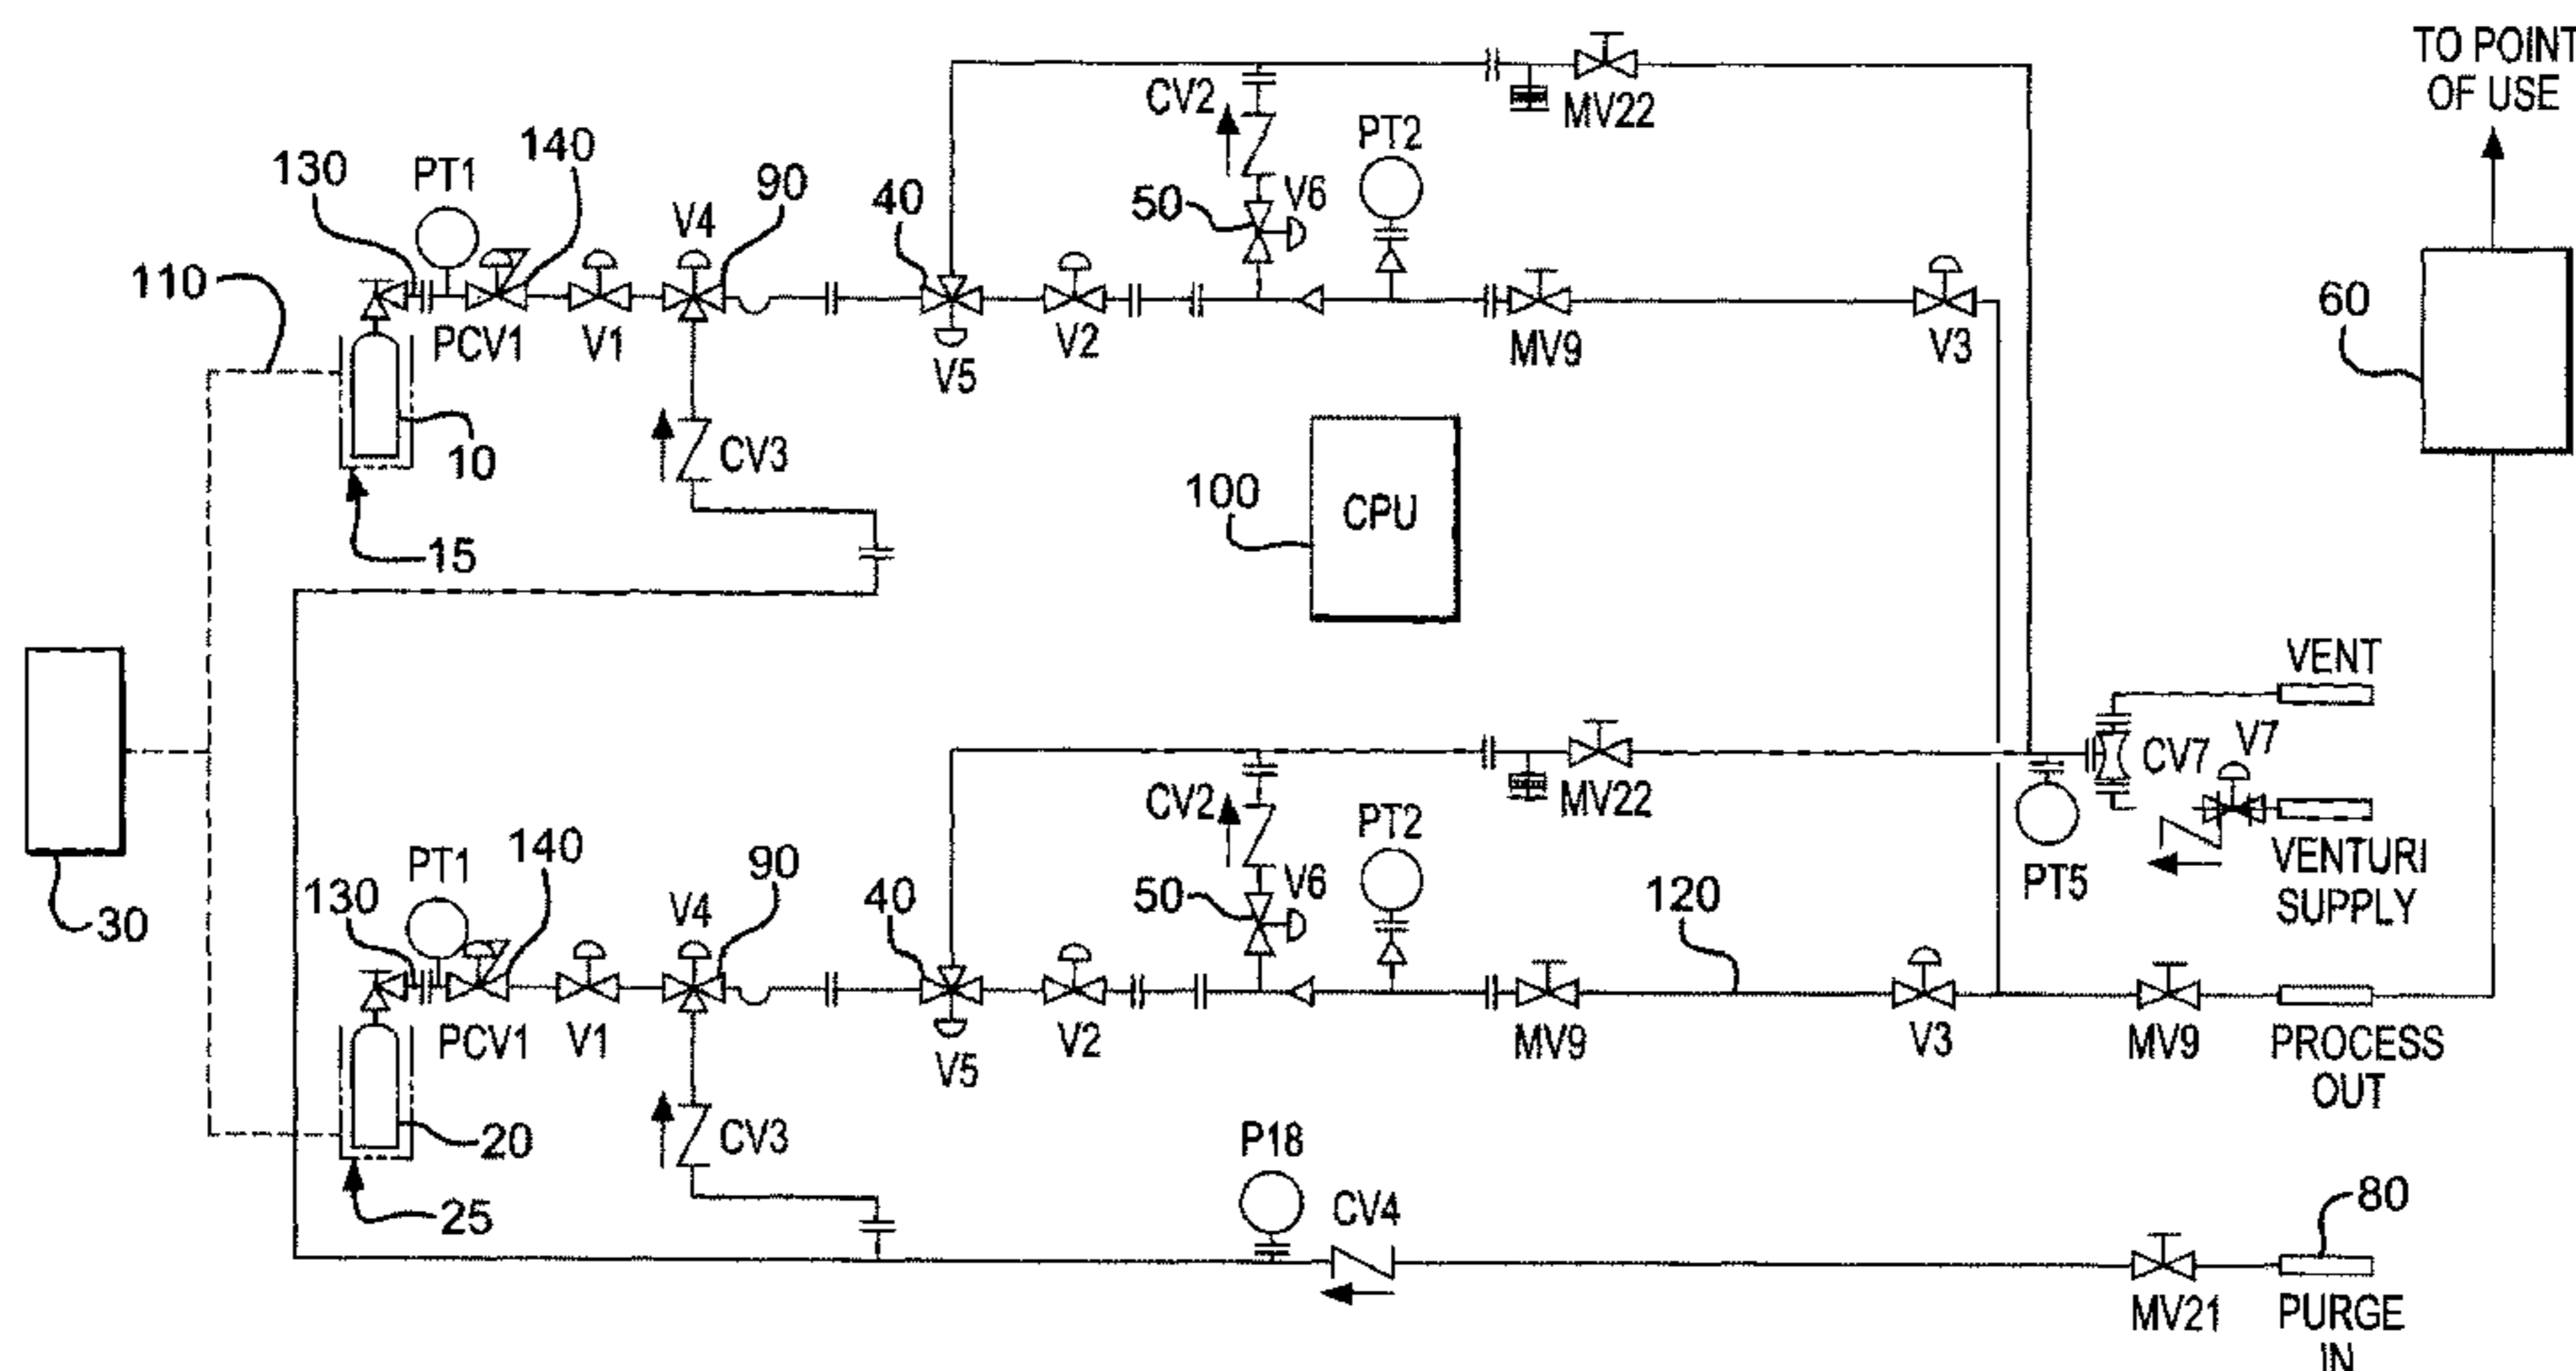 TO POINT
OF USE
CV2
MV22
PT2
130
PT1
140
90
40
50
V6
V4
110
60
PCV1
V1
V5
V2
MV9
V3
10
CV3
100
CPU
15
VENT
30
CV2
MV22
PT2
CV7
V7
PT5
VENTURI
SUPPLY
130
PT1
140
90
40
50
V6
120
V4
PCV1
V1
V5
V2
MV9
V3
MV9
PROCESS
OUT
20
CV3
25
P18
CV4
80
MV21
PURGE
IN